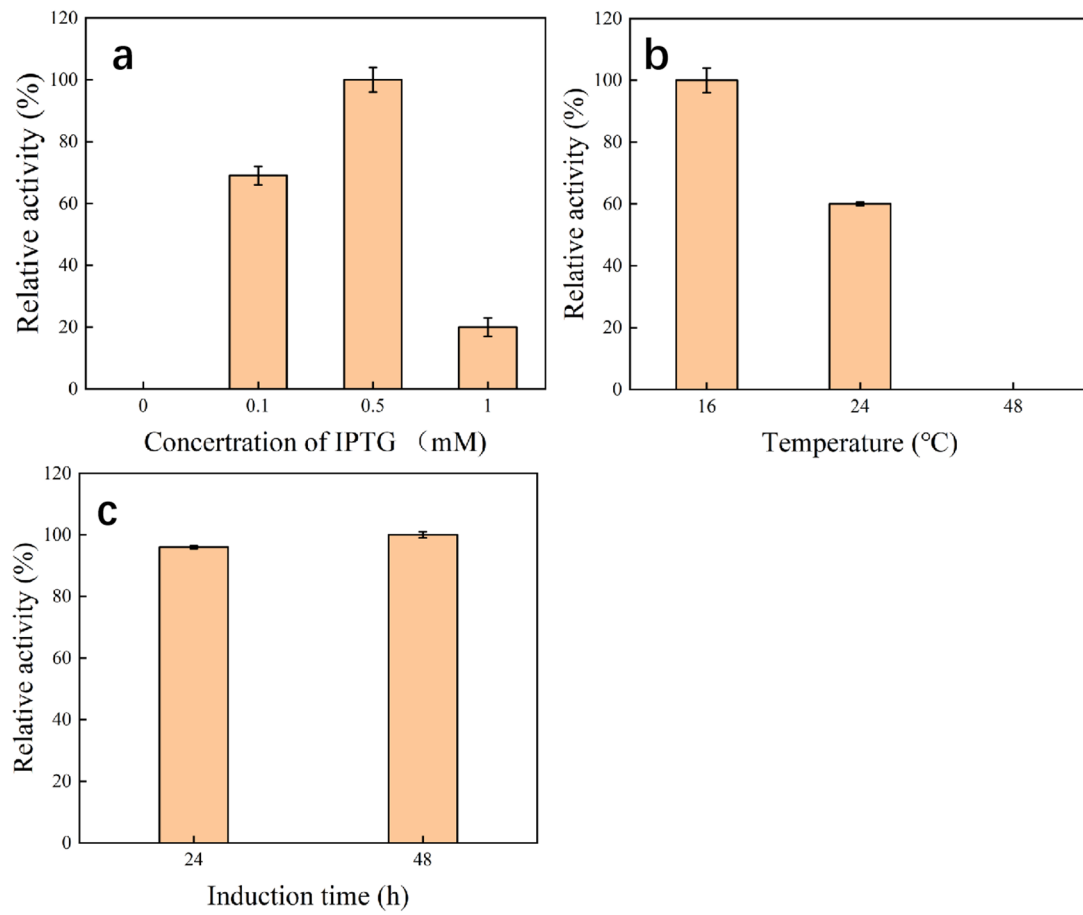 a
Relative activity (%)
120
100
80
60
40
20
0
0 0.1 0.5 1
Concertration of IPTG （mM)
b
Relative activity (%)
120
100
80
60
40
20
0
16 24 48
Temperature (℃)
c
Relative activity (%)
120
100
80
60
40
20
0
24 48
Induction time (h)